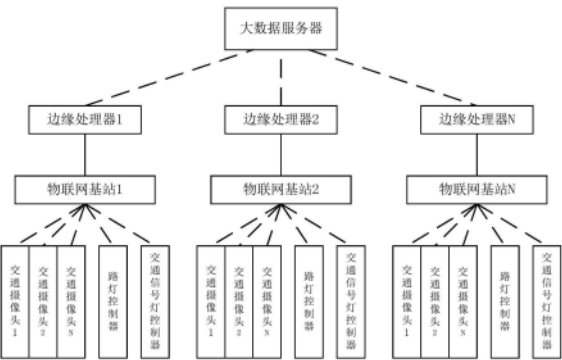 大数据服务器
边缘处理器1
边缘处理器2
边缘处理器N
物联网基站1
物联网基站2
物联网基站N
交通摄像头1
交通摄像头2
交通摄像头N
路灯控制器
交通信号灯控制器
交通摄像头1
交通摄像头2
交通摄像头N
路灯控制器
交通信号灯控制器
交通摄像头1
交通摄像头2
交通摄像头N
路灯控制器
交通信号灯控制器